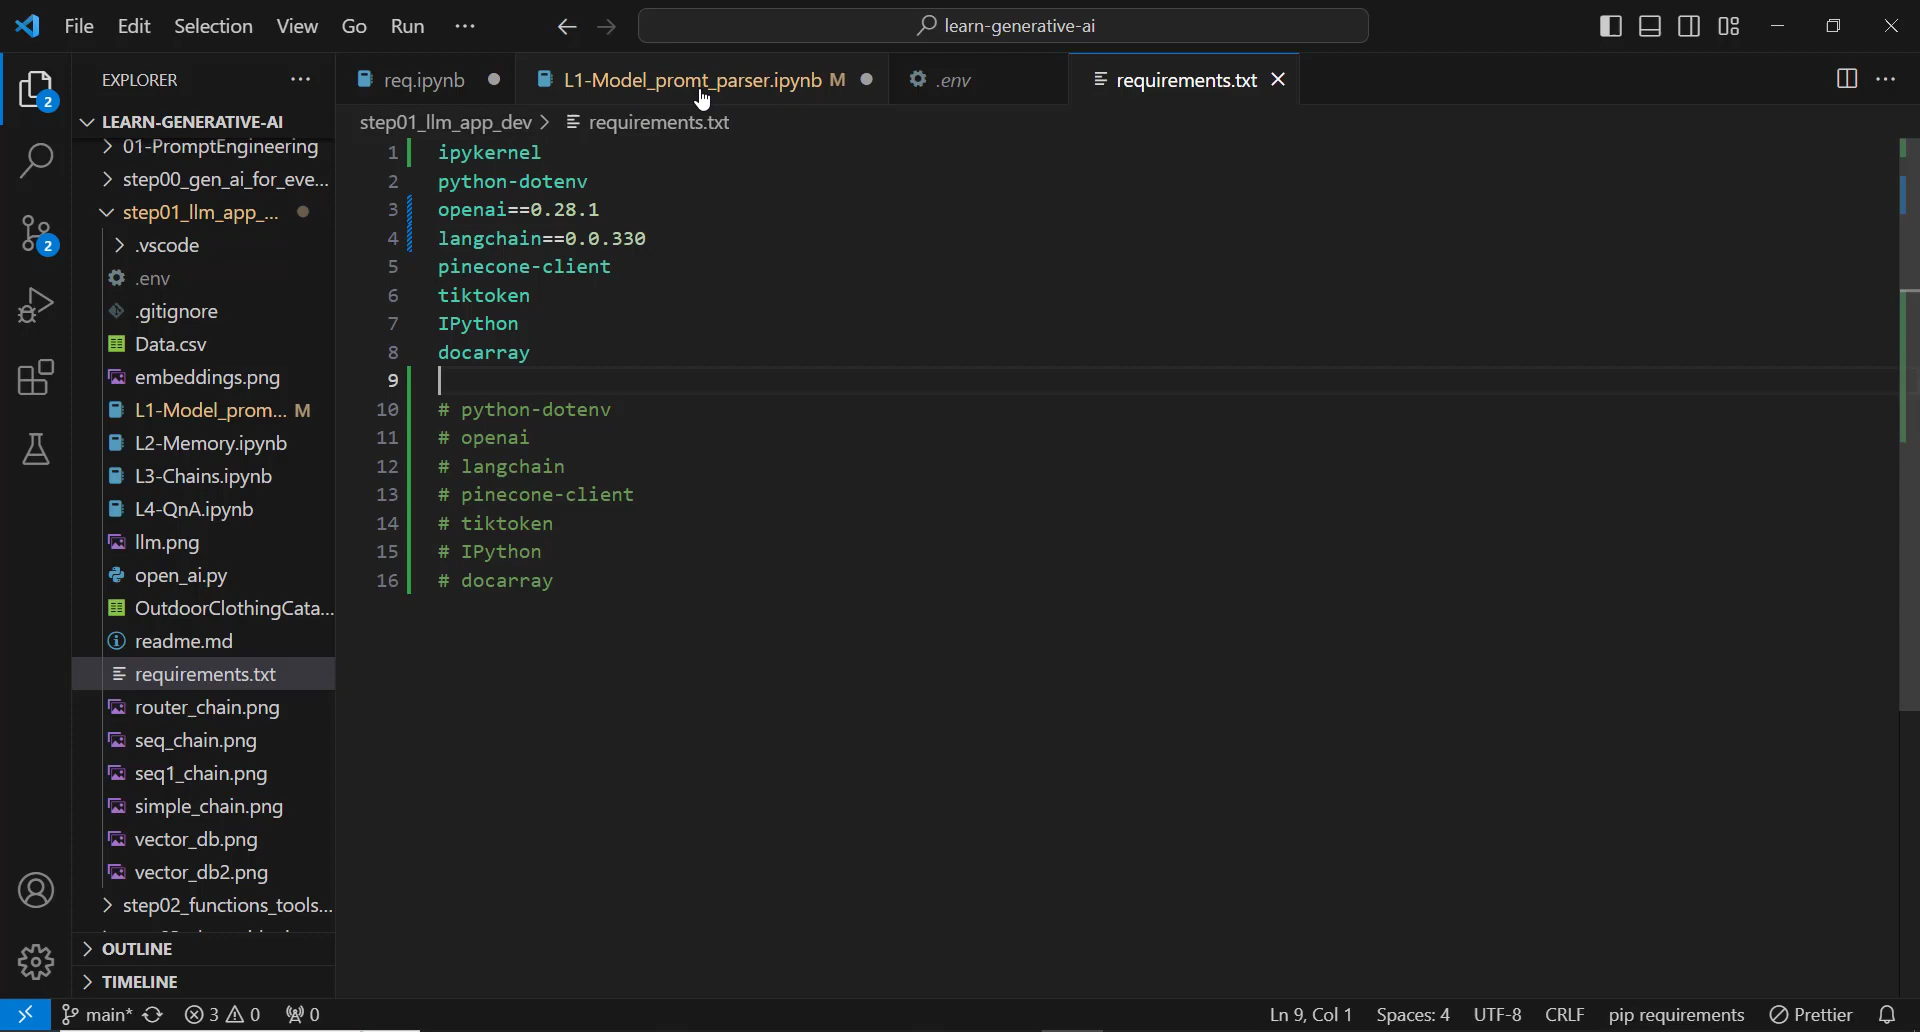 File Edit Selection View Go Run ···
learn-generative-ai
EXPLORER ···
2
2
LEARN-GENERATIVE-AI
01-PromptEngineering
step00_gen_ai_for_eve...
step01_llm_app_...
.vscode
.env
.gitignore
Data.csv
embeddings.png
L1-Model_prom... M
L2-Memory.ipynb
L3-Chains.ipynb
L4-QnA.ipynb
llm.png
open_ai.py
OutdoorClothingCata...
readme.md
requirements.txt
router_chain.png
seq_chain.png
seq1_chain.png
simple_chain.png
vector_db.png
vector_db2.png
step02_functions_tools...
OUTLINE
TIMELINE
req.ipynb
L1-Model_promt_parser.ipynb M
.env
requirements.txt
step01_llm_app_dev > requirements.txt
1 ipykernel
2 python-dotenv
3 openai==0.28.1
4 langchain==0.0.330
5 pinecone-client
6 tiktoken
7 IPython
8 docarray
9
10 # python-dotenv
11 # openai
12 # langchain
13 # pinecone-client
14 # tiktoken
15 # IPython
16 # docarray
main* 3 0 0
Ln 9, Col 1 Spaces: 4 UTF-8 CRLF pip requirements Prettier